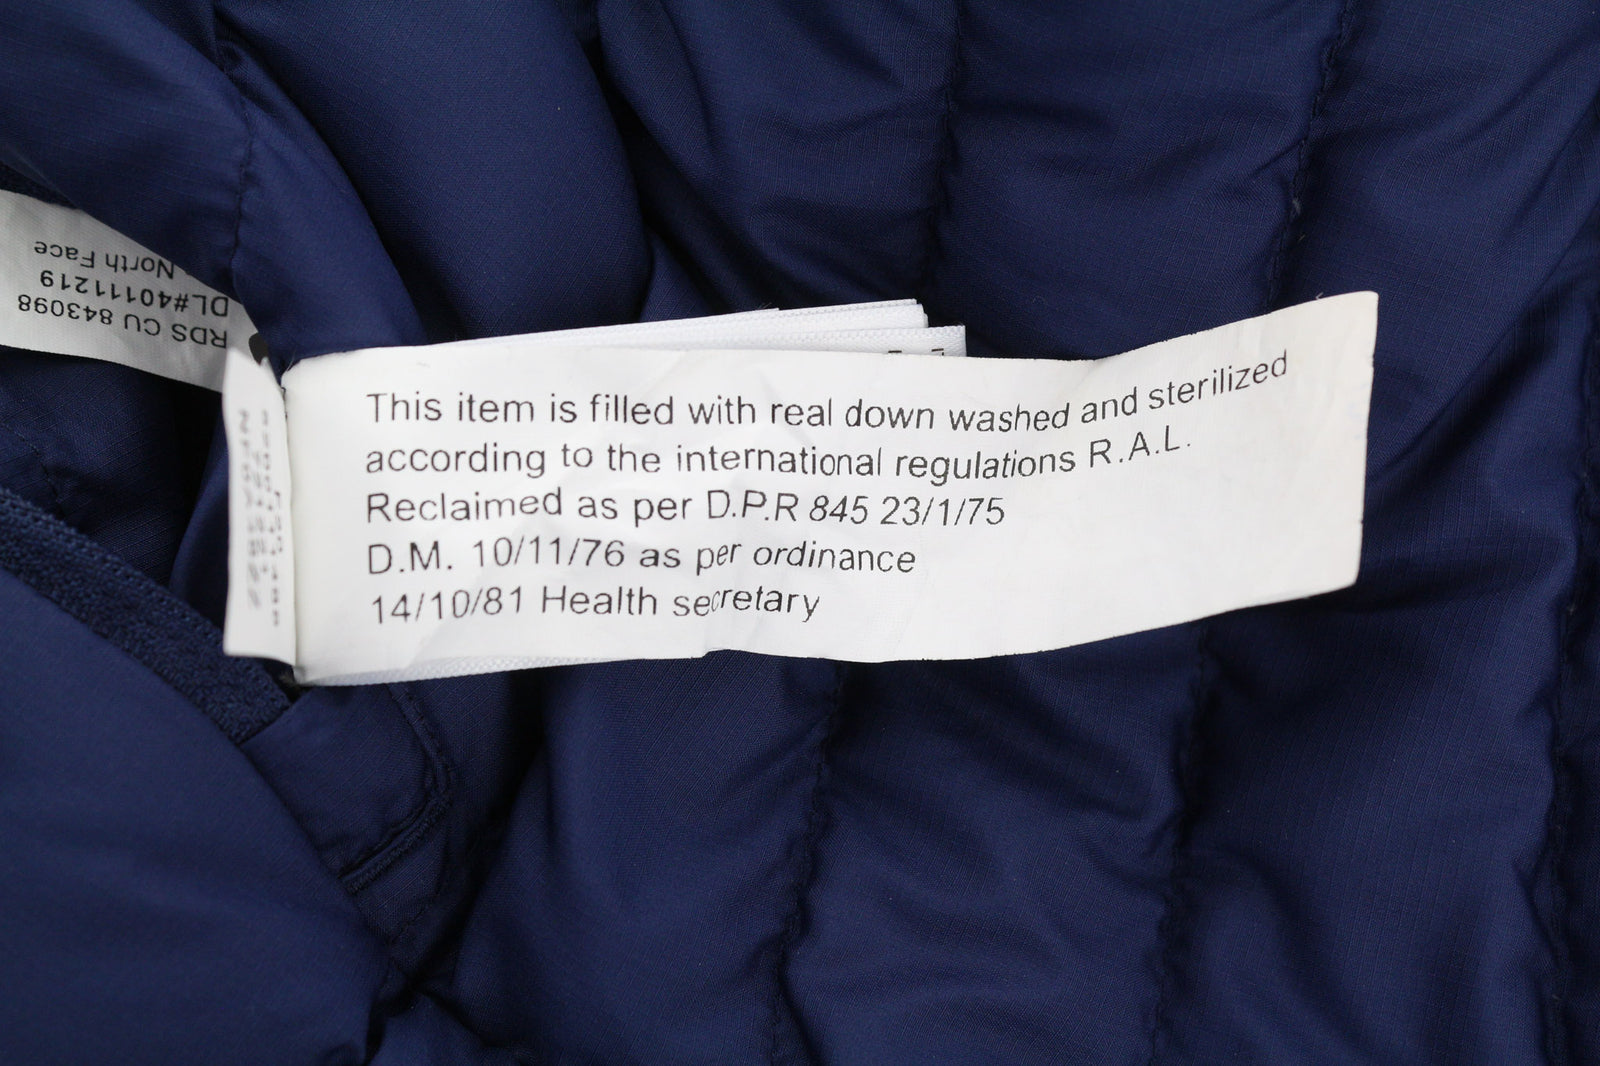 This item is filled with real down washed and sterilized
according to the international regulations R.A.L.
Reclaimed as per D.P.R 845 23/1/75
D.M. 10/11/76 as per ordinance
14/10/81 Health secretary
RDS CU 843098
DL#40111219
North Face